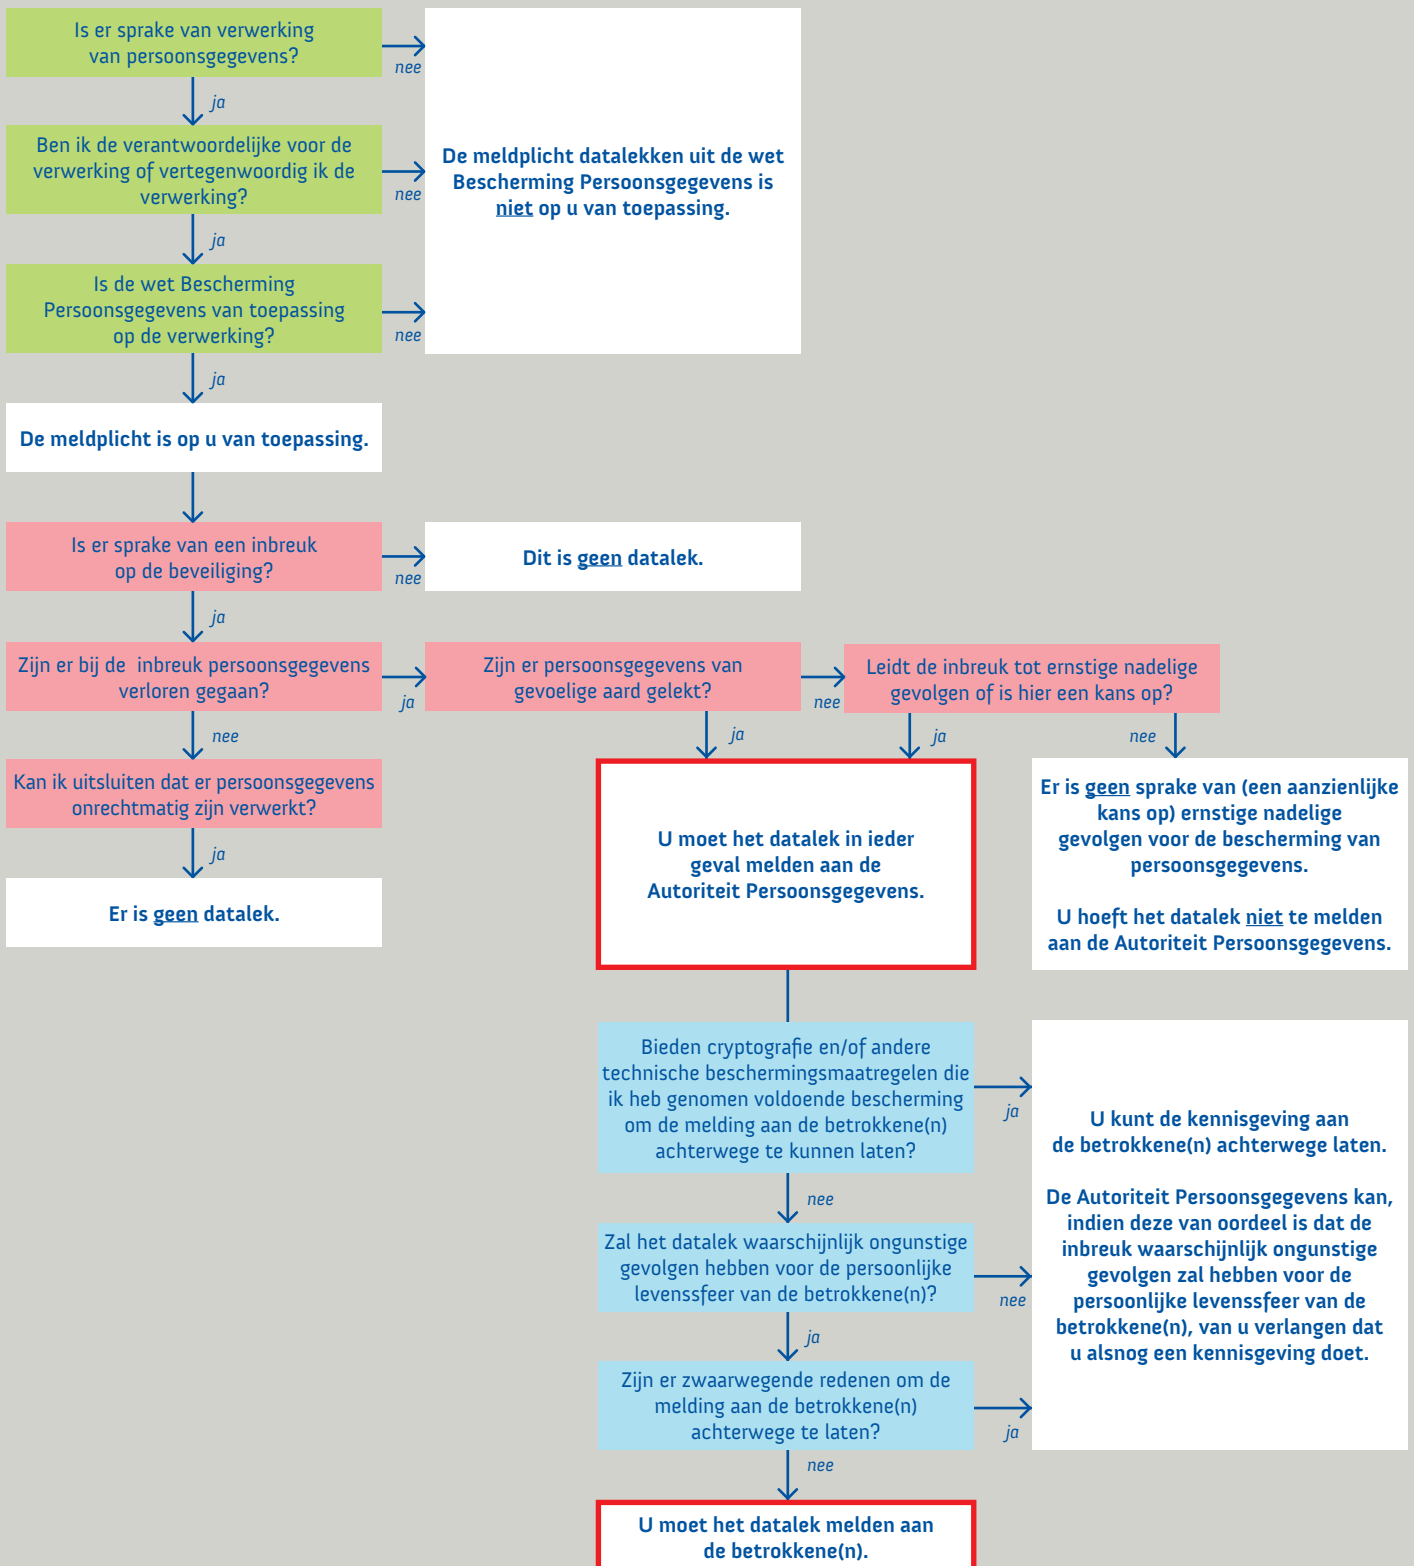 Is er sprake van verwerking
van persoonsgegevens?
nee
ja
De meldplicht datalekken uit de wet
Bescherming Persoonsgegevens is
niet op u van toepassing.
Ben ik de verantwoordelijke voor de
verwerking of vertegenwoordig ik de
verwerking?
nee
ja
Is de wet Bescherming
Persoonsgegevens van toepassing
op de verwerking?
nee
ja
De meldplicht is op u van toepassing.
Is er sprake van een inbreuk
op de beveiliging?
nee
Dit is geen datalek.
ja
Zijn er bij de inbreuk persoonsgegevens
verloren gegaan?
ja
Zijn er persoonsgegevens van
gevoelige aard gelekt?
nee
Leidt de inbreuk tot ernstige nadelige
gevolgen of is hier een kans op?
nee
ja
ja
nee
Kan ik uitsluiten dat er persoonsgegevens
onrechtmatig zijn verwerkt?
ja
Er is geen datalek.
U moet het datalek in ieder
geval melden aan de
Autoriteit Persoonsgegevens.
Er is geen sprake van (een aanzienlijke
kans op) ernstige nadelige
gevolgen voor de bescherming van
persoonsgegevens.
U hoeft het datalek niet te melden
aan de Autoriteit Persoonsgegevens.
Bieden cryptografie en/of andere
technische beschermingsmaatregelen die
ik heb genomen voldoende bescherming
om de melding aan de betrokkene(n)
achterwege te kunnen laten?
ja
nee
U kunt de kennisgeving aan
de betrokkene(n) achterwege laten.
De Autoriteit Persoonsgegevens kan,
indien deze van oordeel is dat de
inbreuk waarschijnlijk ongunstige
gevolgen zal hebben voor de
persoonlijke levenssfeer van de
betrokkene(n), van u verlangen dat
u alsnog een kennisgeving doet.
Zal het datalek waarschijnlijk ongunstige
gevolgen hebben voor de persoonlijke
levenssfeer van de betrokkene(n)?
nee
ja
Zijn er zwaarwegende redenen om de
melding aan de betrokkene(n)
achterwege te laten?
ja
nee
U moet het datalek melden aan
de betrokkene(n).